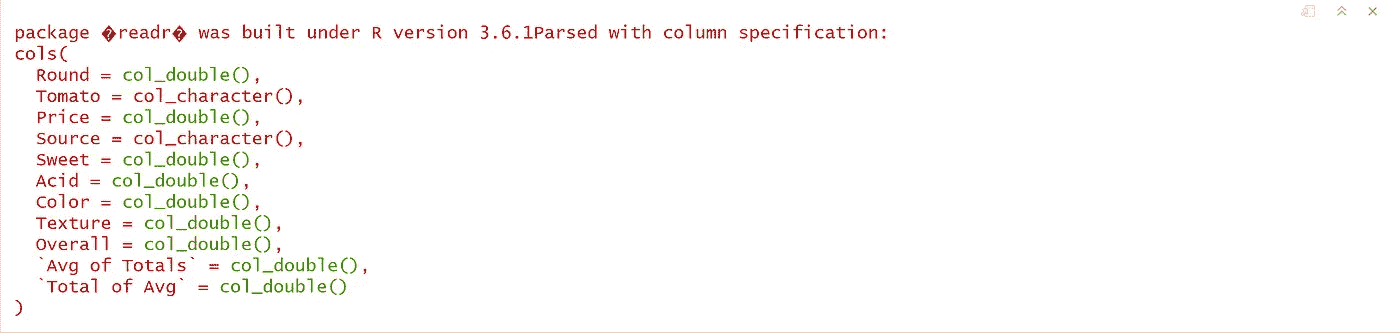 package �readr� was built under R version 3.6.1Parsed with column specification:
cols(
  Round = col_double(),
  Tomato = col_character(),
  Price = col_double(),
  Source = col_character(),
  Sweet = col_double(),
  Acid = col_double(),
  Color = col_double(),
  Texture = col_double(),
  Overall = col_double(),
  `Avg of Totals` = col_double(),
  `Total of Avg` = col_double()
)